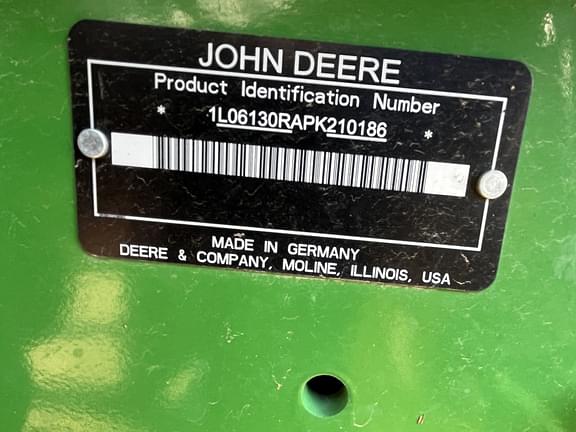 JOHN DEERE
Product Identification Number
* 1L06130RAPK210186 *
MADE IN GERMANY
DEERE & COMPANY, MOLINE, ILLINOIS, USA